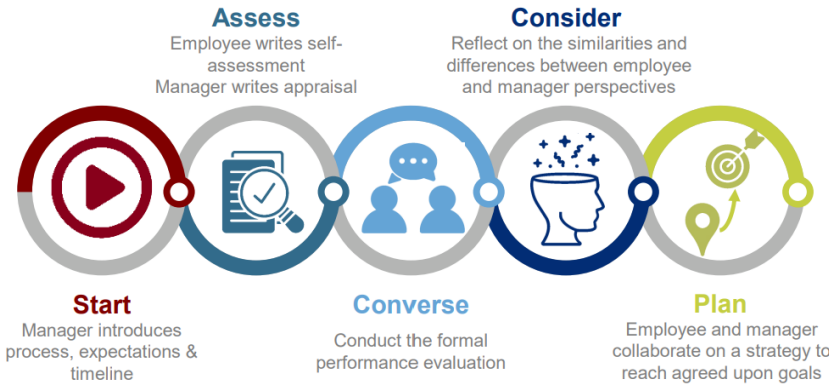 Assess
Employee writes self-
assessment
Manager writes appraisal
Consider
Reflect on the similarities and
differences between employee
and manager perspectives
Start
Manager introduces
process, expectations &
timeline
Converse
Conduct the formal
performance evaluation
Plan
Employee and manager
collaborate on a strategy to
reach agreed upon goals